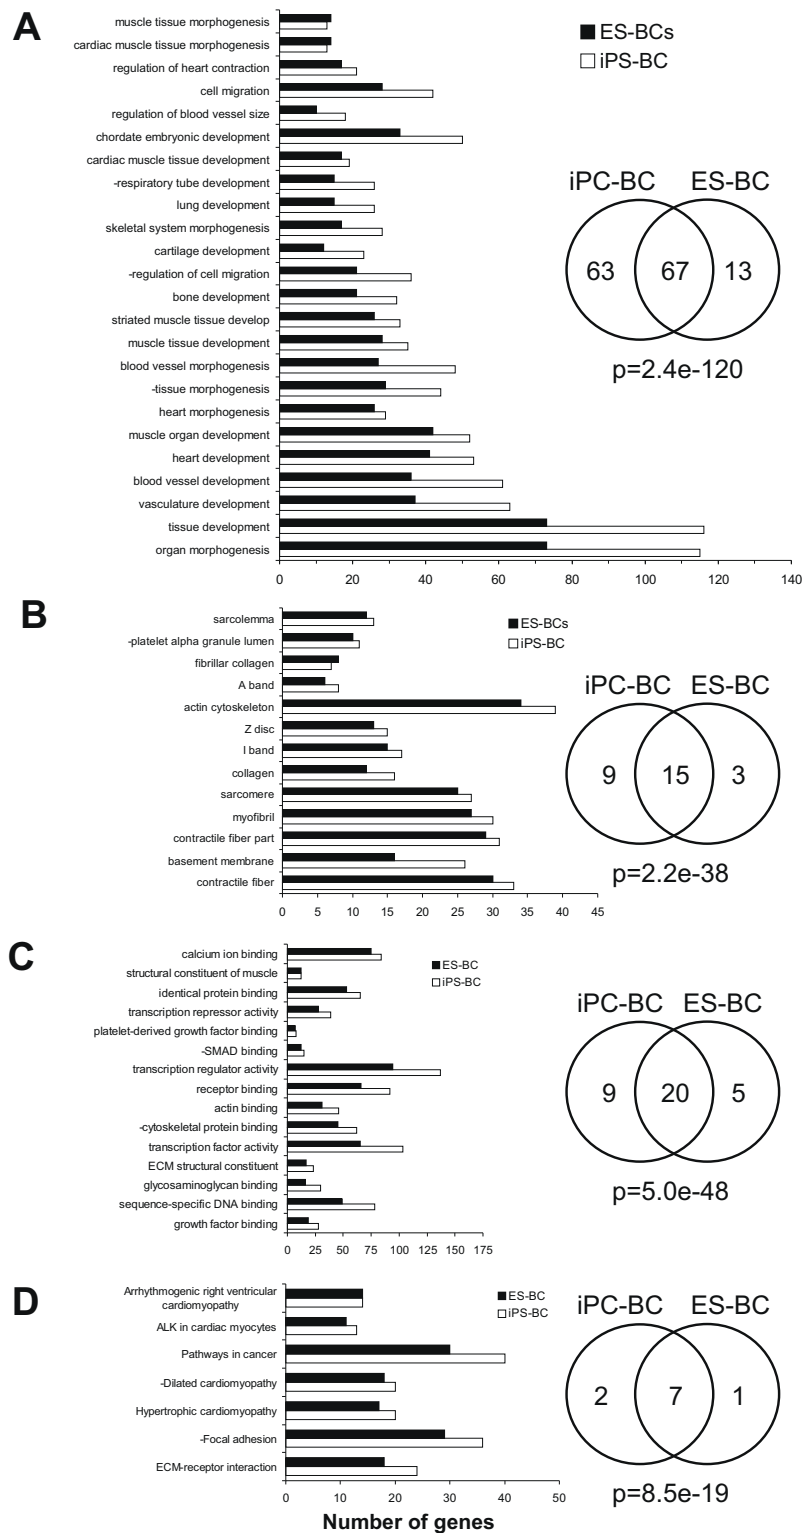 A
ES-BCs
iPS-BC
muscle tissue morphogenesis
cardiac muscle tissue morphogenesis
regulation of heart contraction
cell migration
regulation of blood vessel size
chordate embryonic development
cardiac muscle tissue development
-respiratory tube development
lung development
skeletal system morphogenesis
cartilage development
-regulation of cell migration
bone development
striated muscle tissue develop
muscle tissue development
blood vessel morphogenesis
-tissue morphogenesis
heart morphogenesis
muscle organ development
heart development
blood vessel development
vasculature development
tissue development
organ morphogenesis
0 20 40 60 80 100 120 140
iPC-BC ES-BC
63 67 13
p=2.4e-120
B
ES-BCs
iPS-BC
sarcolemma
-platelet alpha granule lumen
fibrillar collagen
A band
actin cytoskeleton
Z disc
I band
collagen
sarcomere
myofibril
contractile fiber part
basement membrane
contractile fiber
0 5 10 15 20 25 30 35 40 45
iPC-BC ES-BC
9 15 3
p=2.2e-38
C
ES-BC
iPS-BC
calcium ion binding
structural constituent of muscle
identical protein binding
transcription repressor activity
platelet-derived growth factor binding
-SMAD binding
transcription regulator activity
receptor binding
actin binding
-cytoskeletal protein binding
transcription factor activity
ECM structural constituent
glycosaminoglycan binding
sequence-specific DNA binding
growth factor binding
0 25 50 75 100 125 150 175
iPC-BC ES-BC
9 20 5
p=5.0e-48
D
ES-BC
iPS-BC
Arrhythmogenic right ventricular
cardiomyopathy
ALK in cardiac myocytes
Pathways in cancer
-Dilated cardiomyopathy
Hypertrophic cardiomyopathy
-Focal adhesion
ECM-receptor interaction
0 10 20 30 40 50
Number of genes
iPC-BC ES-BC
2 7 1
p=8.5e-19